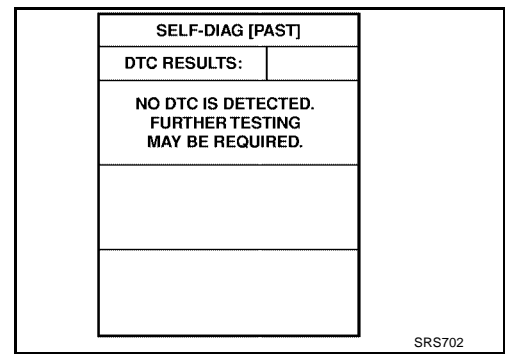 SELF-DIAG [PAST]
DTC RESULTS:
NO DTC IS DETECTED.
FURTHER TESTING
MAY BE REQUIRED.
SRS702